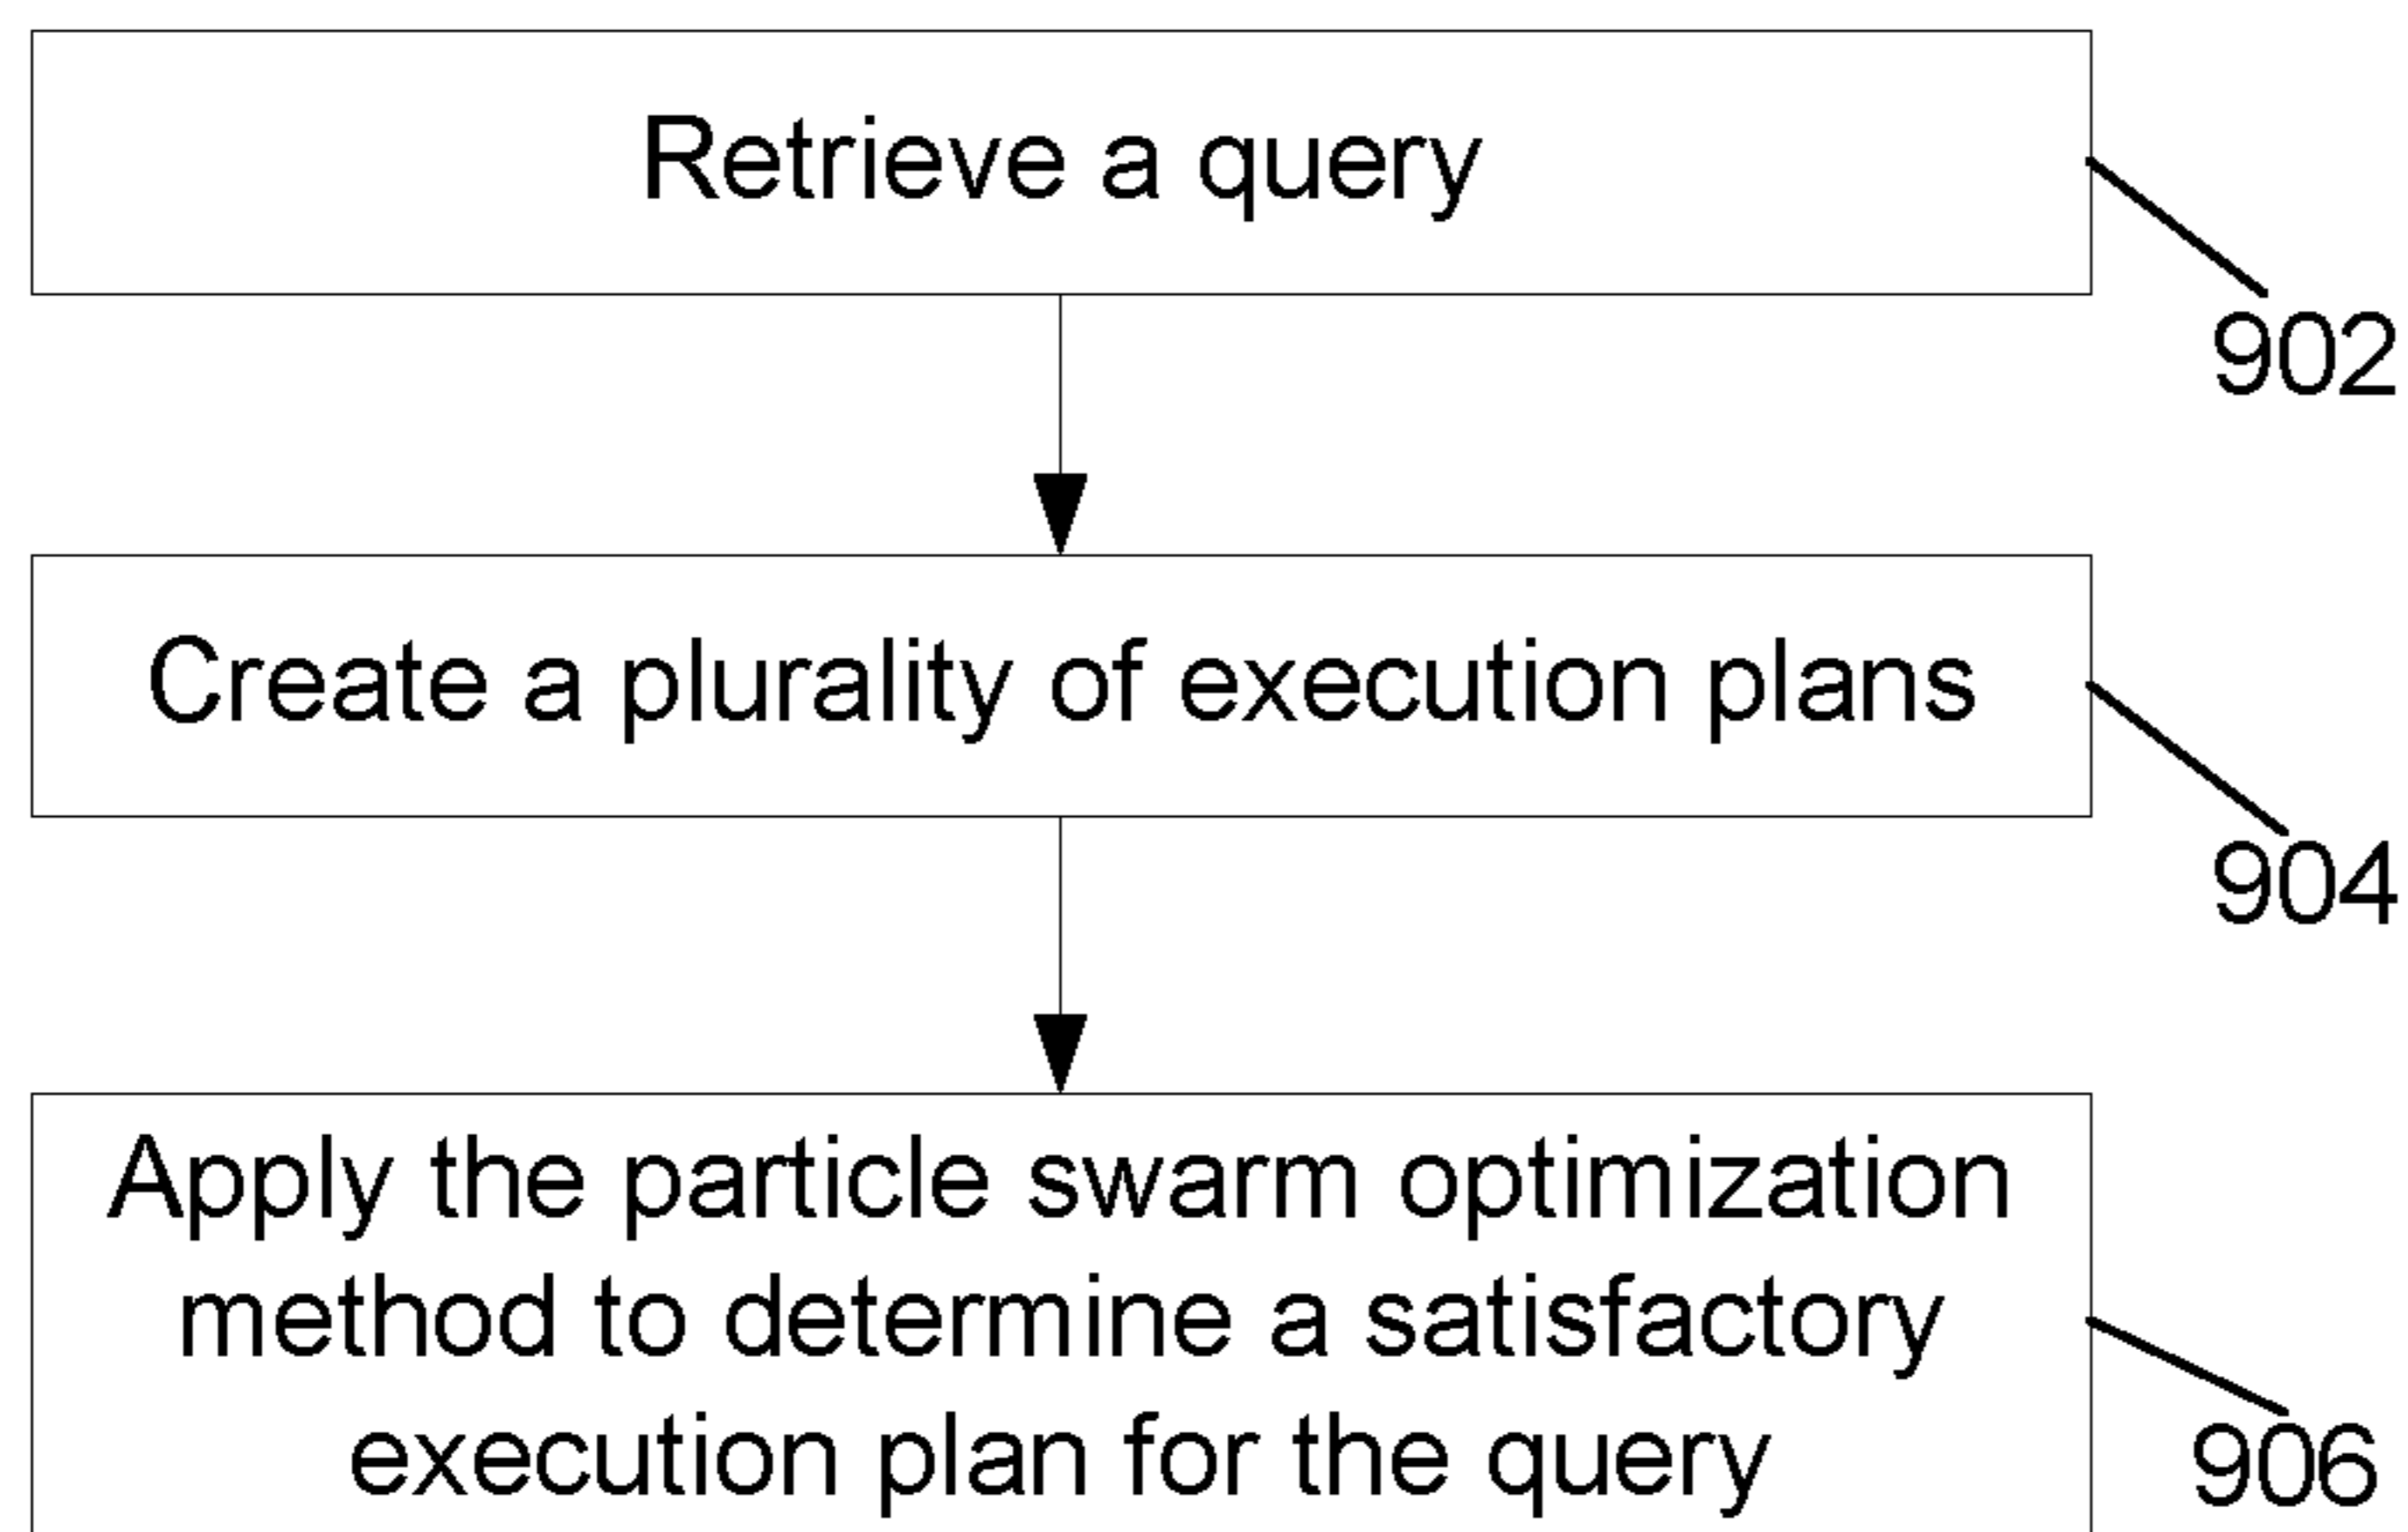 Retrieve a query
902
Create a plurality of execution plans
904
Apply the particle swarm optimization
method to determine a satisfactory
execution plan for the query
906